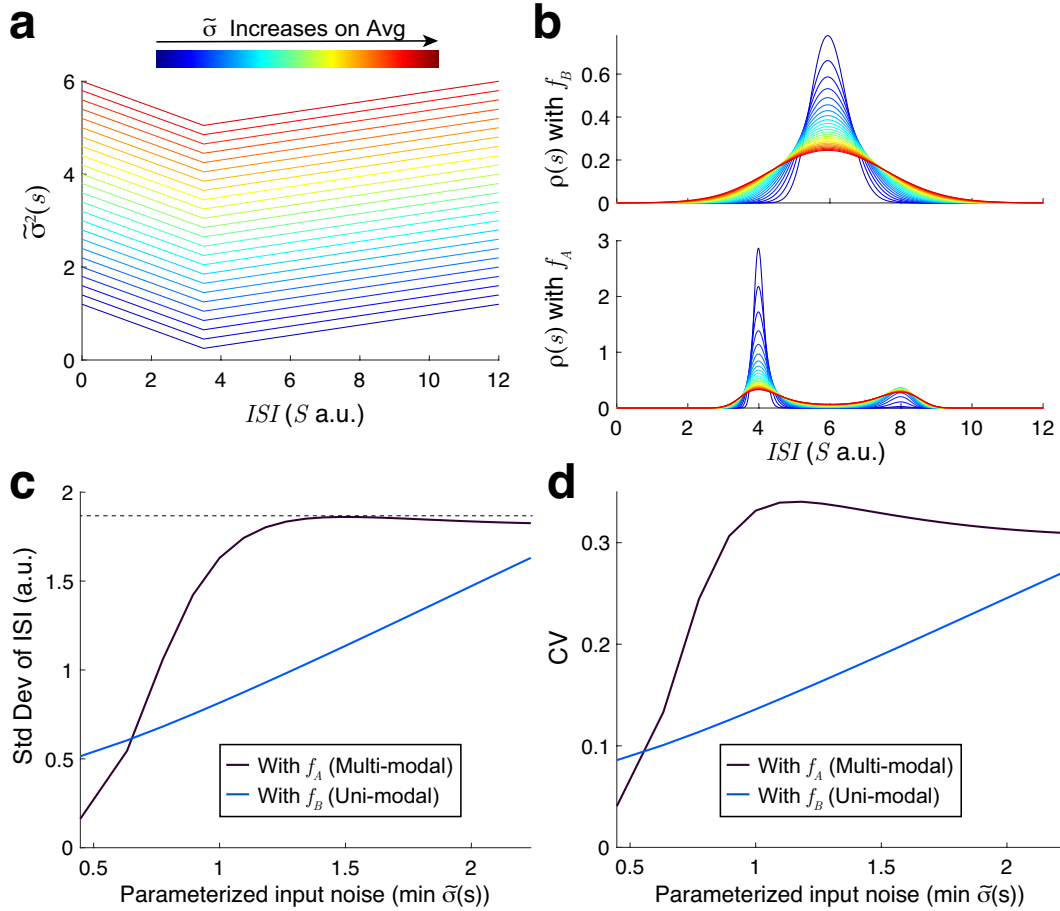 a
σ̃ Increases on Avg
6
4
2
0
σ̃²(s)
0 2 4 6 8 10 12
ISI (S a.u.)
b
0.6
0.4
0.2
0
ρ(s) with f_B
3
2
1
0
ρ(s) with f_A
0 2 4 6 8 10 12
ISI (S a.u.)
c
2
1.5
1
0.5
0
Std Dev of ISI (a.u.)
With f_A (Multi-modal)
With f_B (Uni-modal)
0.5 1 1.5 2
Parameterized input noise (min σ̃(s))
d
0.3
0.2
0.1
0
CV
With f_A (Multi-modal)
With f_B (Uni-modal)
0.5 1 1.5 2
Parameterized input noise (min σ̃(s))